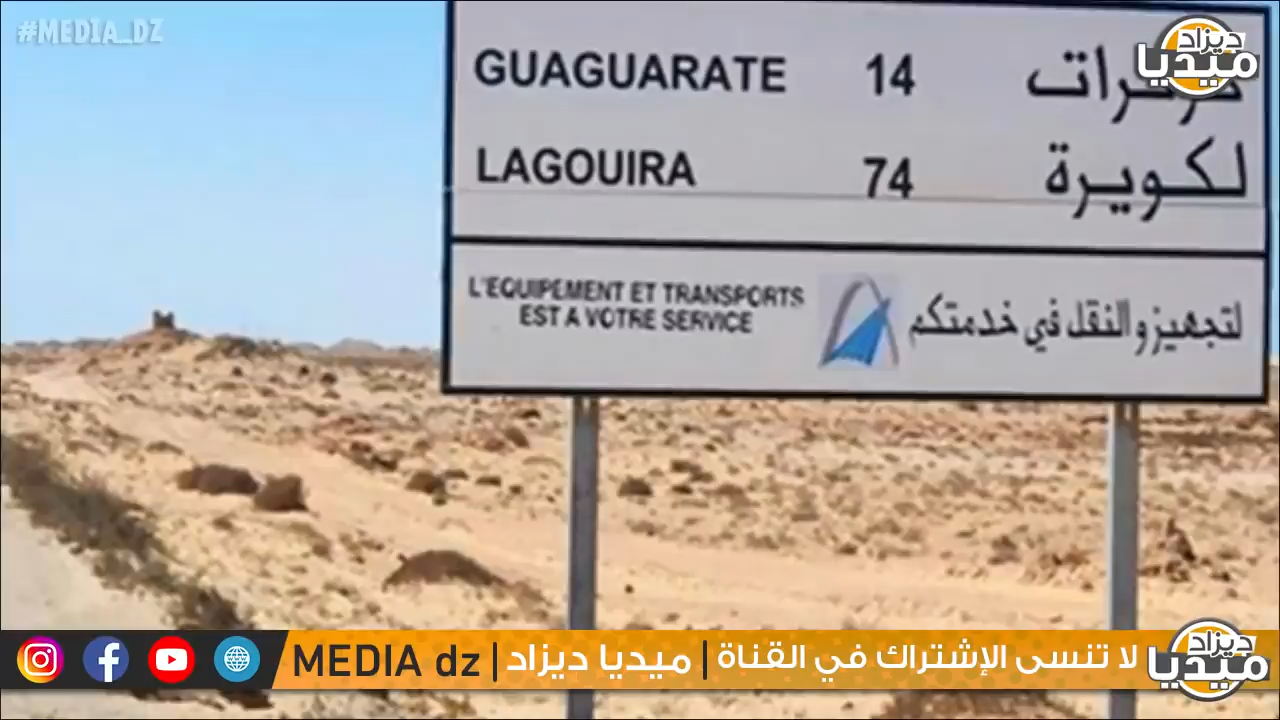 #MEDIA_DZ
ديزاد
ميديا
GUAGUARATE 14
LAGOUIRA 74 لكويرة
L'EQUIPEMENT ET TRANSPORTS
EST A VOTRE SERVICE
لتجهيز والنقل في خدمتكم
لا تنسى الإشتراك في القناة | ميديا ديزاد | MEDIA dz
ديزاد
ميديا